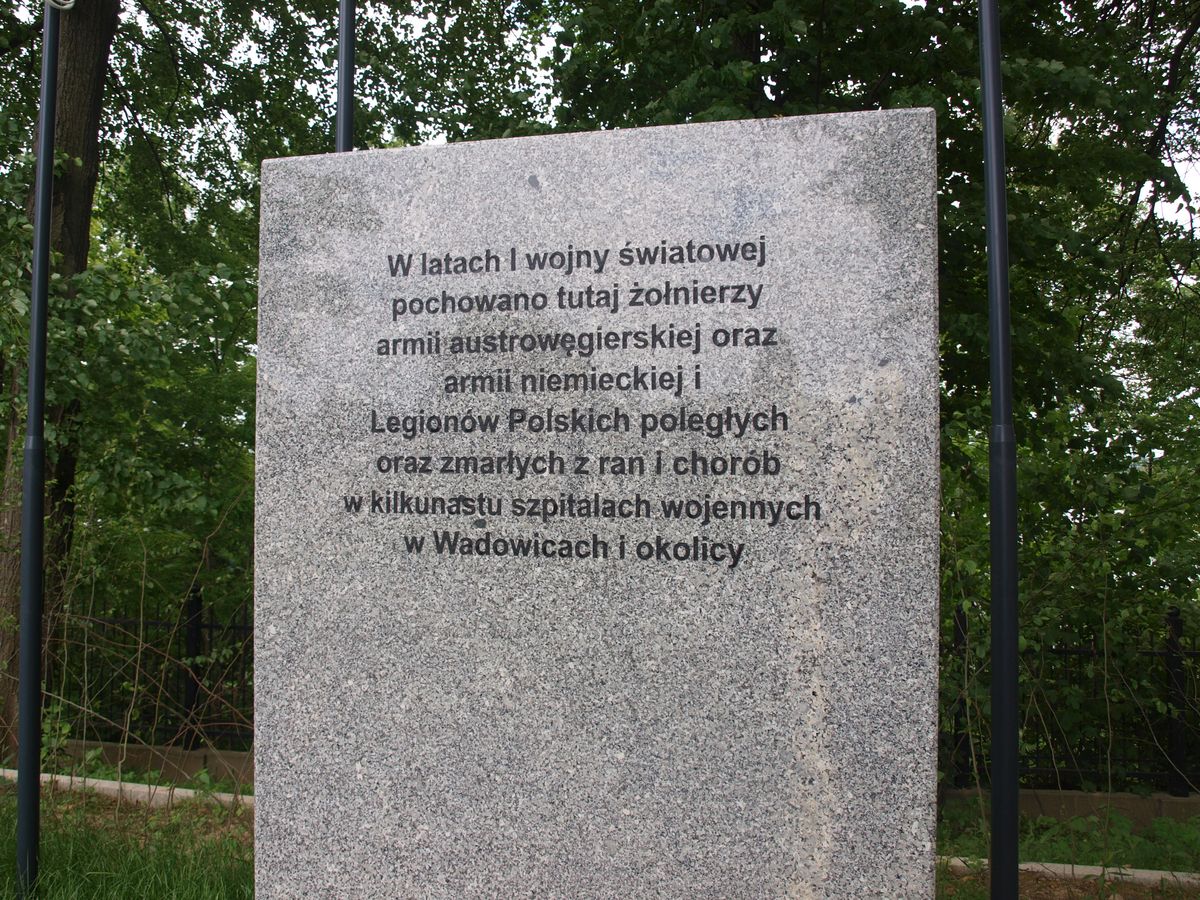 W latach I wojny światowej
pochowano tutaj żołnierzy
armii austrowęgierskiej oraz
armii niemieckiej i
Legionów Polskich poległych
oraz zmarłych z ran i chorób
w kilkunastu szpitalach wojennych
w Wadowicach i okolicy